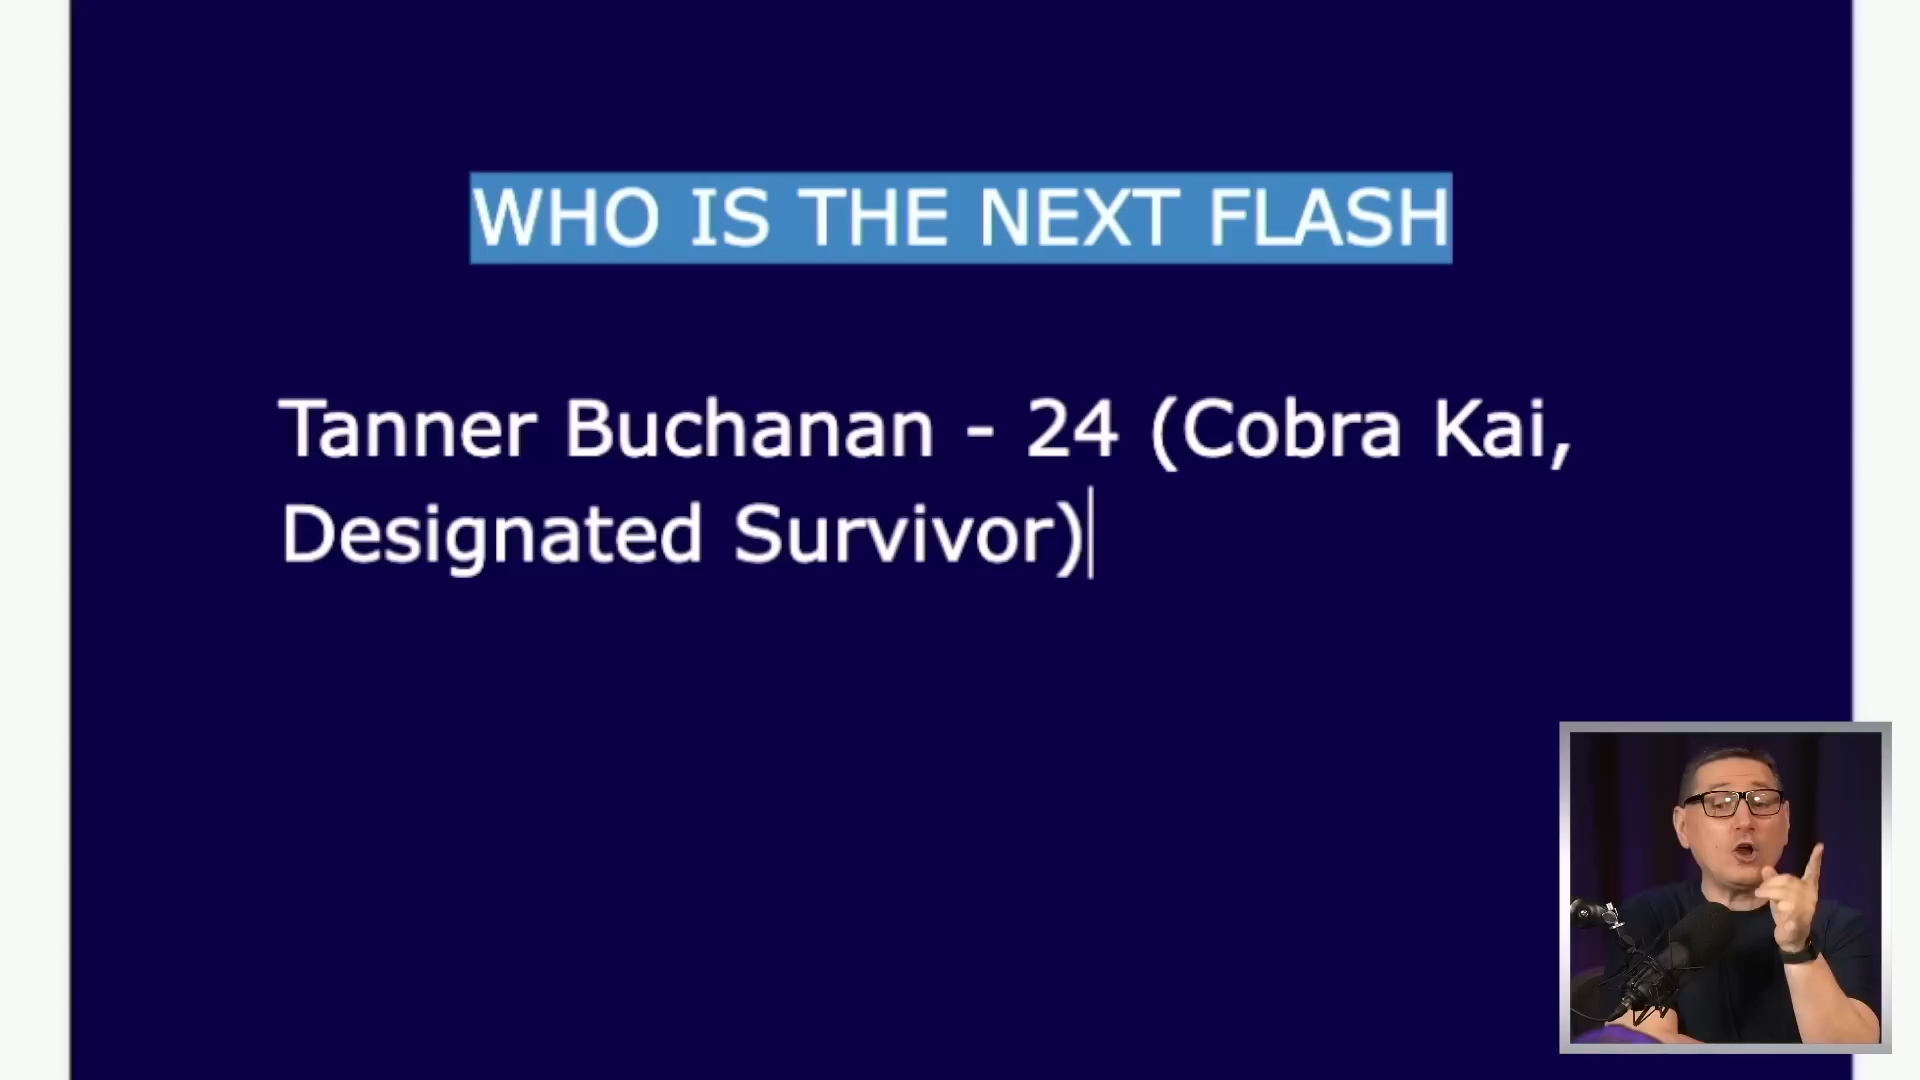 WHO IS THE NEXT FLASH
Tanner Buchanan - 24 (Cobra Kai,
Designated Survivor)